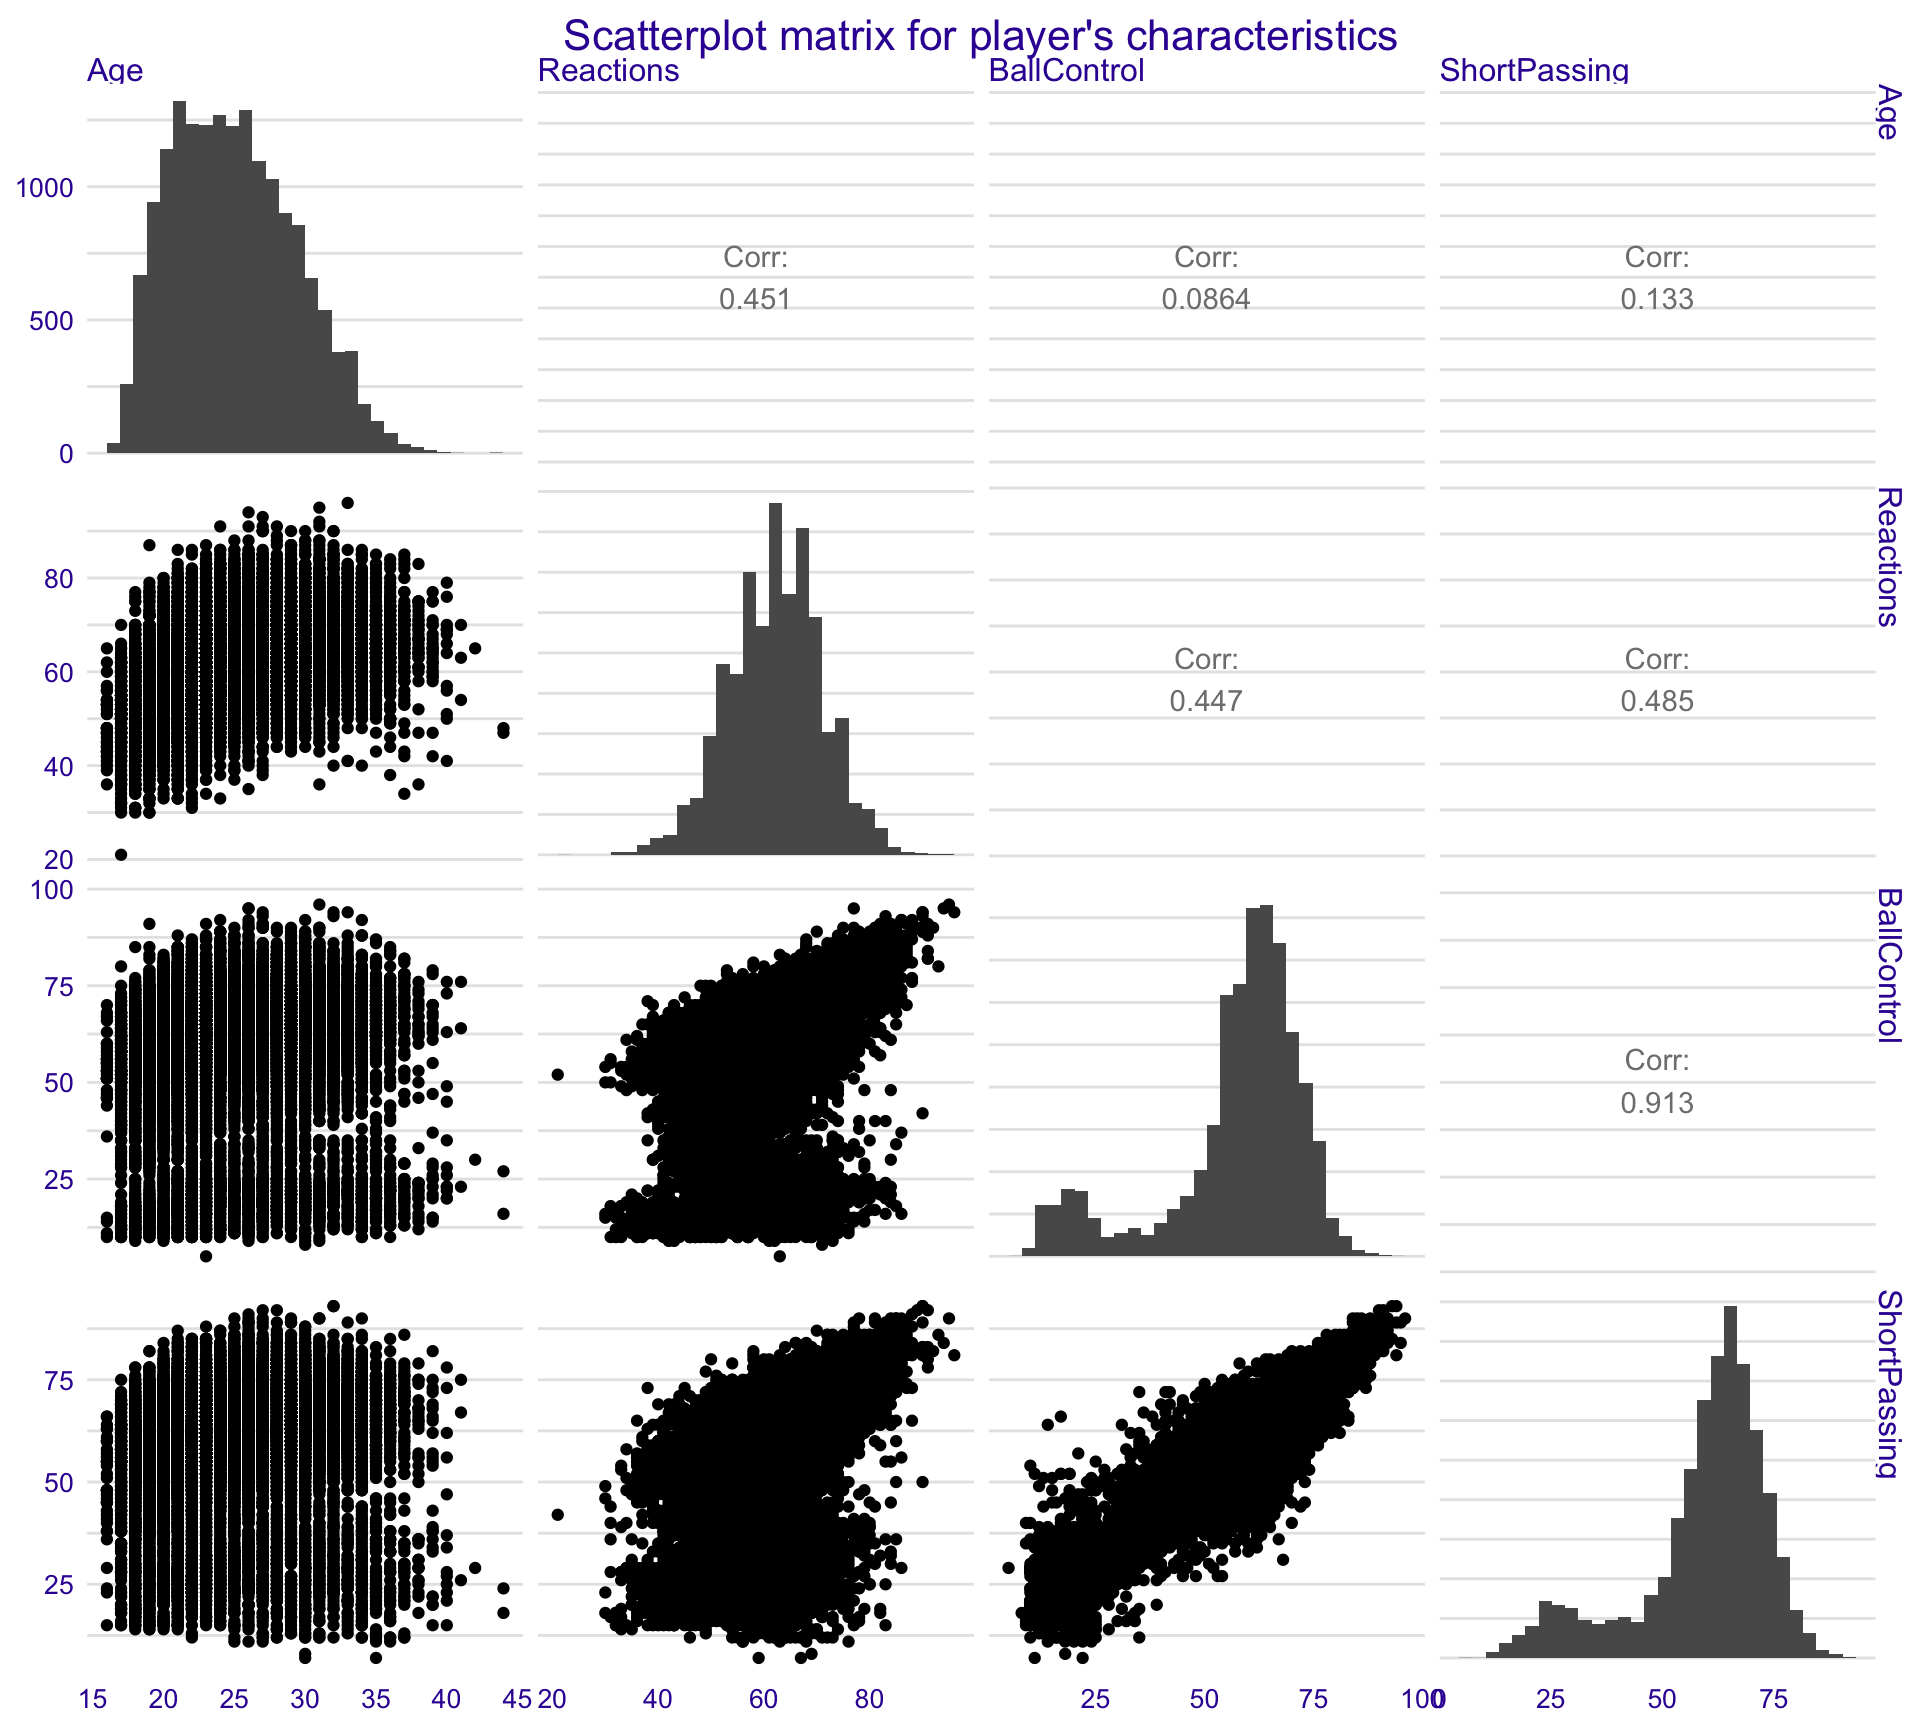 Scatterplot matrix for player's characteristics
Age Reactions BallControl ShortPassing
Age
1000
500
0
Corr:
0.451
Corr:
0.0864
Corr:
0.133
Reactions
80
60
40
20
Corr:
0.447
Corr:
0.485
BallControl
100
75
50
25
Corr:
0.913
ShortPassing
75
50
25
15 20 25 30 35 40 45 20 40 60 80 25 50 75 100 0 25 50 75